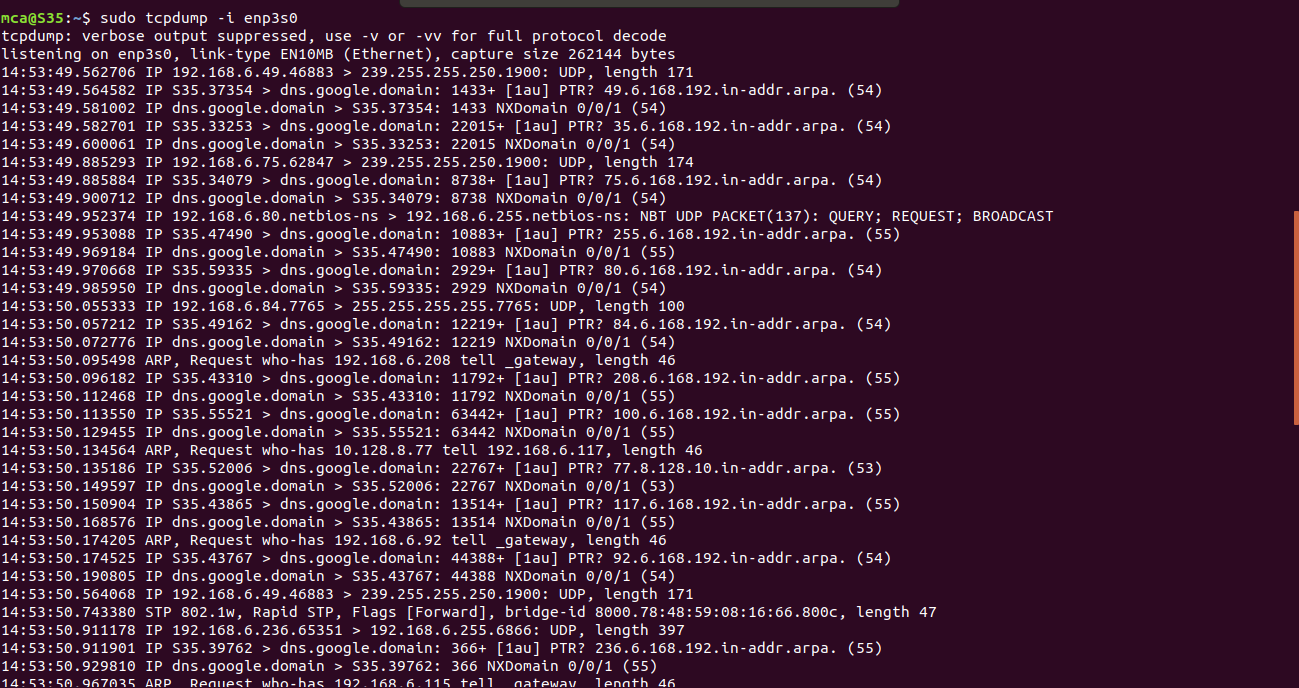 mca@S35:~$ sudo tcpdump -i enp3s0
tcpdump: verbose output suppressed, use -v or -vv for full protocol decode
listening on enp3s0, link-type EN10MB (Ethernet), capture size 262144 bytes
14:53:49.562706 IP 192.168.6.49.46883 > 239.255.255.250.1900: UDP, length 171
14:53:49.564582 IP S35.37354 > dns.google.domain: 1433+ [1au] PTR? 49.6.168.192.in-addr.arpa. (54)
14:53:49.581002 IP dns.google.domain > S35.37354: 1433 NXDomain 0/0/1 (54)
14:53:49.582701 IP S35.33253 > dns.google.domain: 22015+ [1au] PTR? 35.6.168.192.in-addr.arpa. (54)
14:53:49.600061 IP dns.google.domain > S35.33253: 22015 NXDomain 0/0/1 (54)
14:53:49.885293 IP 192.168.6.75.62847 > 239.255.255.250.1900: UDP, length 174
14:53:49.885884 IP S35.34079 > dns.google.domain: 8738+ [1au] PTR? 75.6.168.192.in-addr.arpa. (54)
14:53:49.900712 IP dns.google.domain > S35.34079: 8738 NXDomain 0/0/1 (54)
14:53:49.952374 IP 192.168.6.80.netbios-ns > 192.168.6.255.netbios-ns: NBT UDP PACKET(137): QUERY; REQUEST; BROADCAST
14:53:49.953088 IP S35.47490 > dns.google.domain: 10883+ [1au] PTR? 255.6.168.192.in-addr.arpa. (55)
14:53:49.969184 IP dns.google.domain > S35.47490: 10883 NXDomain 0/0/1 (55)
14:53:49.970668 IP S35.59335 > dns.google.domain: 2929+ [1au] PTR? 80.6.168.192.in-addr.arpa. (54)
14:53:49.985950 IP dns.google.domain > S35.59335: 2929 NXDomain 0/0/1 (54)
14:53:50.055333 IP 192.168.6.84.7765 > 255.255.255.255.7765: UDP, length 100
14:53:50.057212 IP S35.49162 > dns.google.domain: 12219+ [1au] PTR? 84.6.168.192.in-addr.arpa. (54)
14:53:50.072776 IP dns.google.domain > S35.49162: 12219 NXDomain 0/0/1 (54)
14:53:50.095498 ARP, Request who-has 192.168.6.208 tell _gateway, length 46
14:53:50.096182 IP S35.43310 > dns.google.domain: 11792+ [1au] PTR? 208.6.168.192.in-addr.arpa. (55)
14:53:50.112468 IP dns.google.domain > S35.43310: 11792 NXDomain 0/0/1 (55)
14:53:50.113550 IP S35.55521 > dns.google.domain: 63442+ [1au] PTR? 100.6.168.192.in-addr.arpa. (55)
14:53:50.129455 IP dns.google.domain > S35.55521: 63442 NXDomain 0/0/1 (55)
14:53:50.134564 ARP, Request who-has 10.128.8.77 tell 192.168.6.117, length 46
14:53:50.135186 IP S35.52006 > dns.google.domain: 22767+ [1au] PTR? 77.8.128.10.in-addr.arpa. (53)
14:53:50.149597 IP dns.google.domain > S35.52006: 22767 NXDomain 0/0/1 (53)
14:53:50.150904 IP S35.43865 > dns.google.domain: 13514+ [1au] PTR? 117.6.168.192.in-addr.arpa. (55)
14:53:50.168576 IP dns.google.domain > S35.43865: 13514 NXDomain 0/0/1 (55)
14:53:50.174205 ARP, Request who-has 192.168.6.92 tell _gateway, length 46
14:53:50.174525 IP S35.43767 > dns.google.domain: 44388+ [1au] PTR? 92.6.168.192.in-addr.arpa. (54)
14:53:50.190805 IP dns.google.domain > S35.43767: 44388 NXDomain 0/0/1 (54)
14:53:50.564068 IP 192.168.6.49.46883 > 239.255.255.250.1900: UDP, length 171
14:53:50.743380 STP 802.1w, Rapid STP, Flags [Forward], bridge-id 8000.78:48:59:08:16:66.800c, length 47
14:53:50.911178 IP 192.168.6.236.65351 > 192.168.6.255.6866: UDP, length 397
14:53:50.911901 IP S35.39762 > dns.google.domain: 366+ [1au] PTR? 236.6.168.192.in-addr.arpa. (55)
14:53:50.929810 IP dns.google.domain > S35.39762: 366 NXDomain 0/0/1 (55)
14:53:50.967035 ARP, Request who-has 192.168.6.115 tell _gateway, length 46